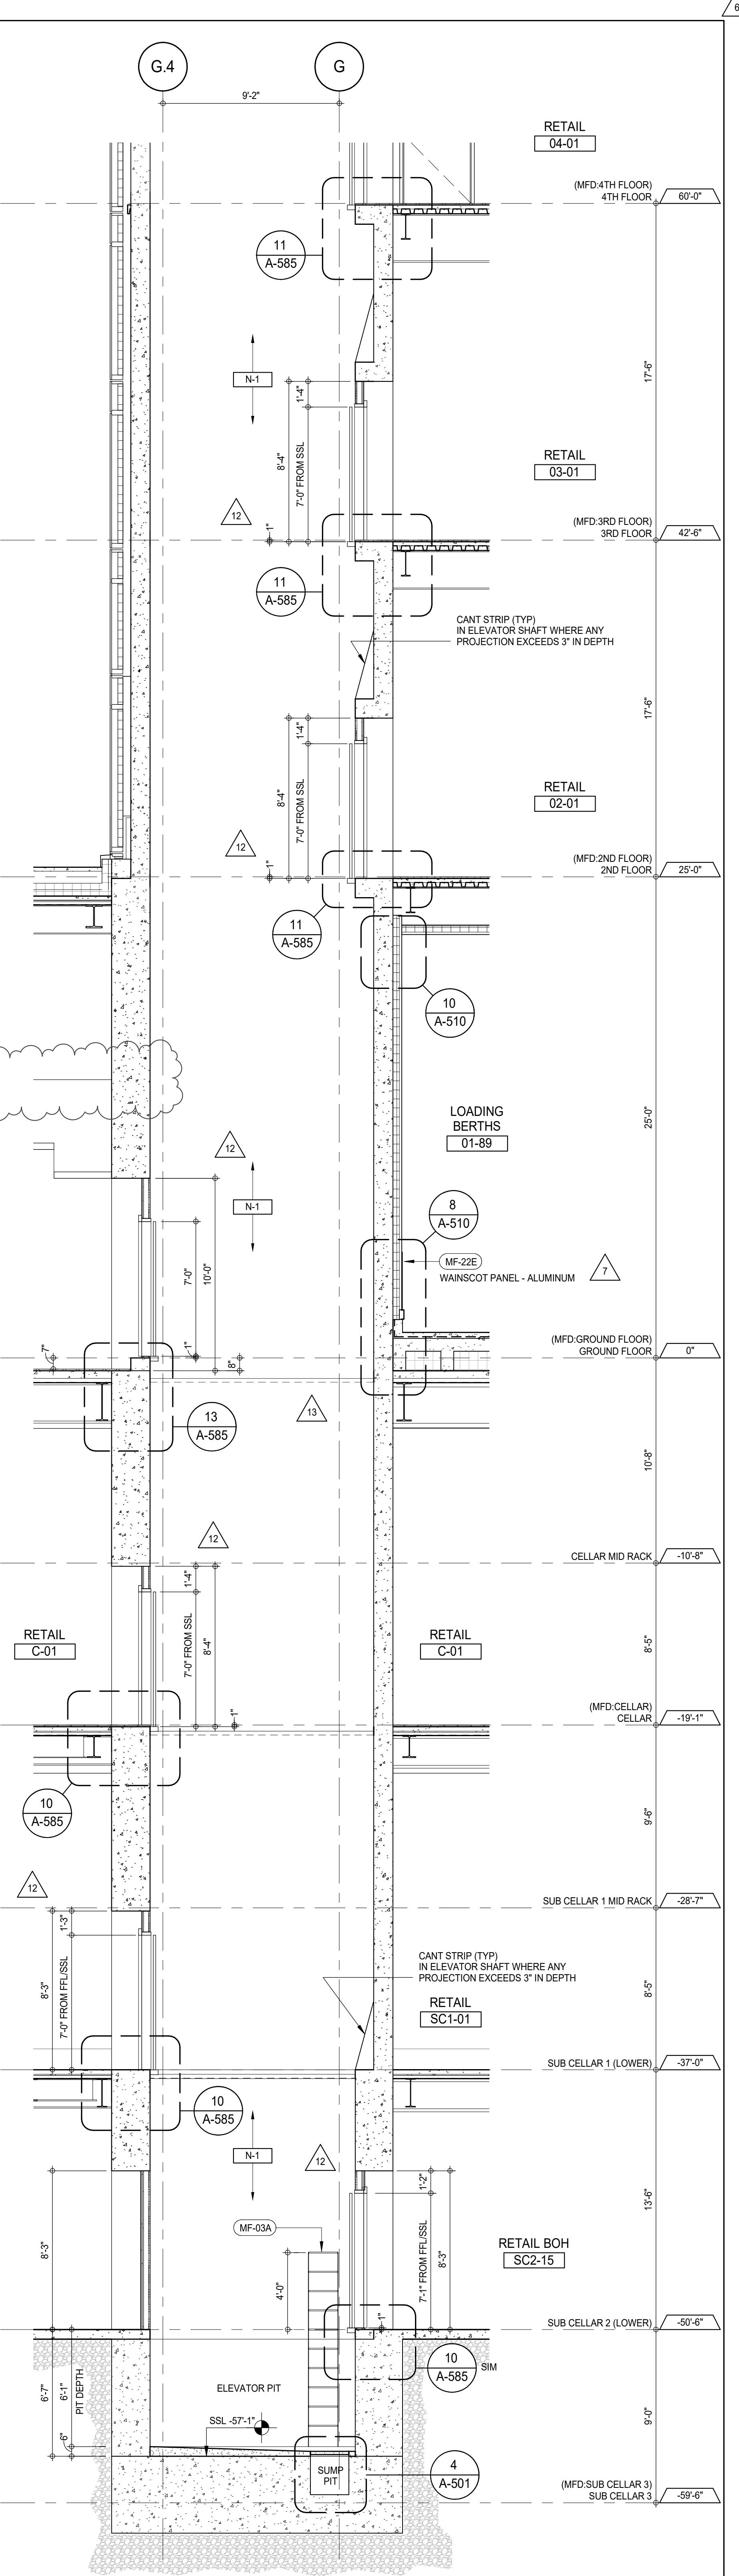 6
G.4
G
9'-2"
RETAIL
04-01
(MFD:4TH FLOOR)
4TH FLOOR
60'-0"
11
A-585
17'-6"
N-1
1'-4"
8'-4"
7'-0" FROM SSL
RETAIL
03-01
12
1"
(MFD:3RD FLOOR)
3RD FLOOR
42'-6"
11
A-585
CANT STRIP (TYP)
IN ELEVATOR SHAFT WHERE ANY
PROJECTION EXCEEDS 3" IN DEPTH
17'-6"
1'-4"
8'-4"
7'-0" FROM SSL
RETAIL
02-01
12
1"
(MFD:2ND FLOOR)
2ND FLOOR
25'-0"
11
A-585
10
A-510
LOADING
BERTHS
01-89
25'-0"
12
N-1
8
A-510
7'-0"
10'-0"
MF-22E
WAINSCOT PANEL - ALUMINUM
7
7"
1"
8"
(MFD:GROUND FLOOR)
GROUND FLOOR
0"
13
A-585
13
10'-8"
12
CELLAR MID RACK
-10'-8"
1'-4"
7'-0" FROM SSL
8'-4"
RETAIL
C-01
RETAIL
C-01
8'-5"
1"
(MFD:CELLAR)
CELLAR
-19'-1"
10
A-585
9'-6"
12
SUB CELLAR 1 MID RACK
-28'-7"
1'-3"
8'-3"
7'-0" FROM FFL/SSL
CANT STRIP (TYP)
IN ELEVATOR SHAFT WHERE ANY
PROJECTION EXCEEDS 3" IN DEPTH
RETAIL
SC1-01
8'-5"
SUB CELLAR 1 (LOWER)
-37'-0"
10
A-585
N-1
12
1'-2"
7'-1" FROM FFL/SSL
8'-3"
13'-6"
8'-3"
MF-03A
4'-0"
RETAIL BOH
SC2-15
1"
SUB CELLAR 2 (LOWER)
-50'-6"
10
A-585
SIM
6'-7"
6'-1"
PIT DEPTH
6"
ELEVATOR PIT
SSL -57'-1"
9'-0"
SUMP
PIT
4
A-501
(MFD:SUB CELLAR 3)
SUB CELLAR 3
-59'-6"